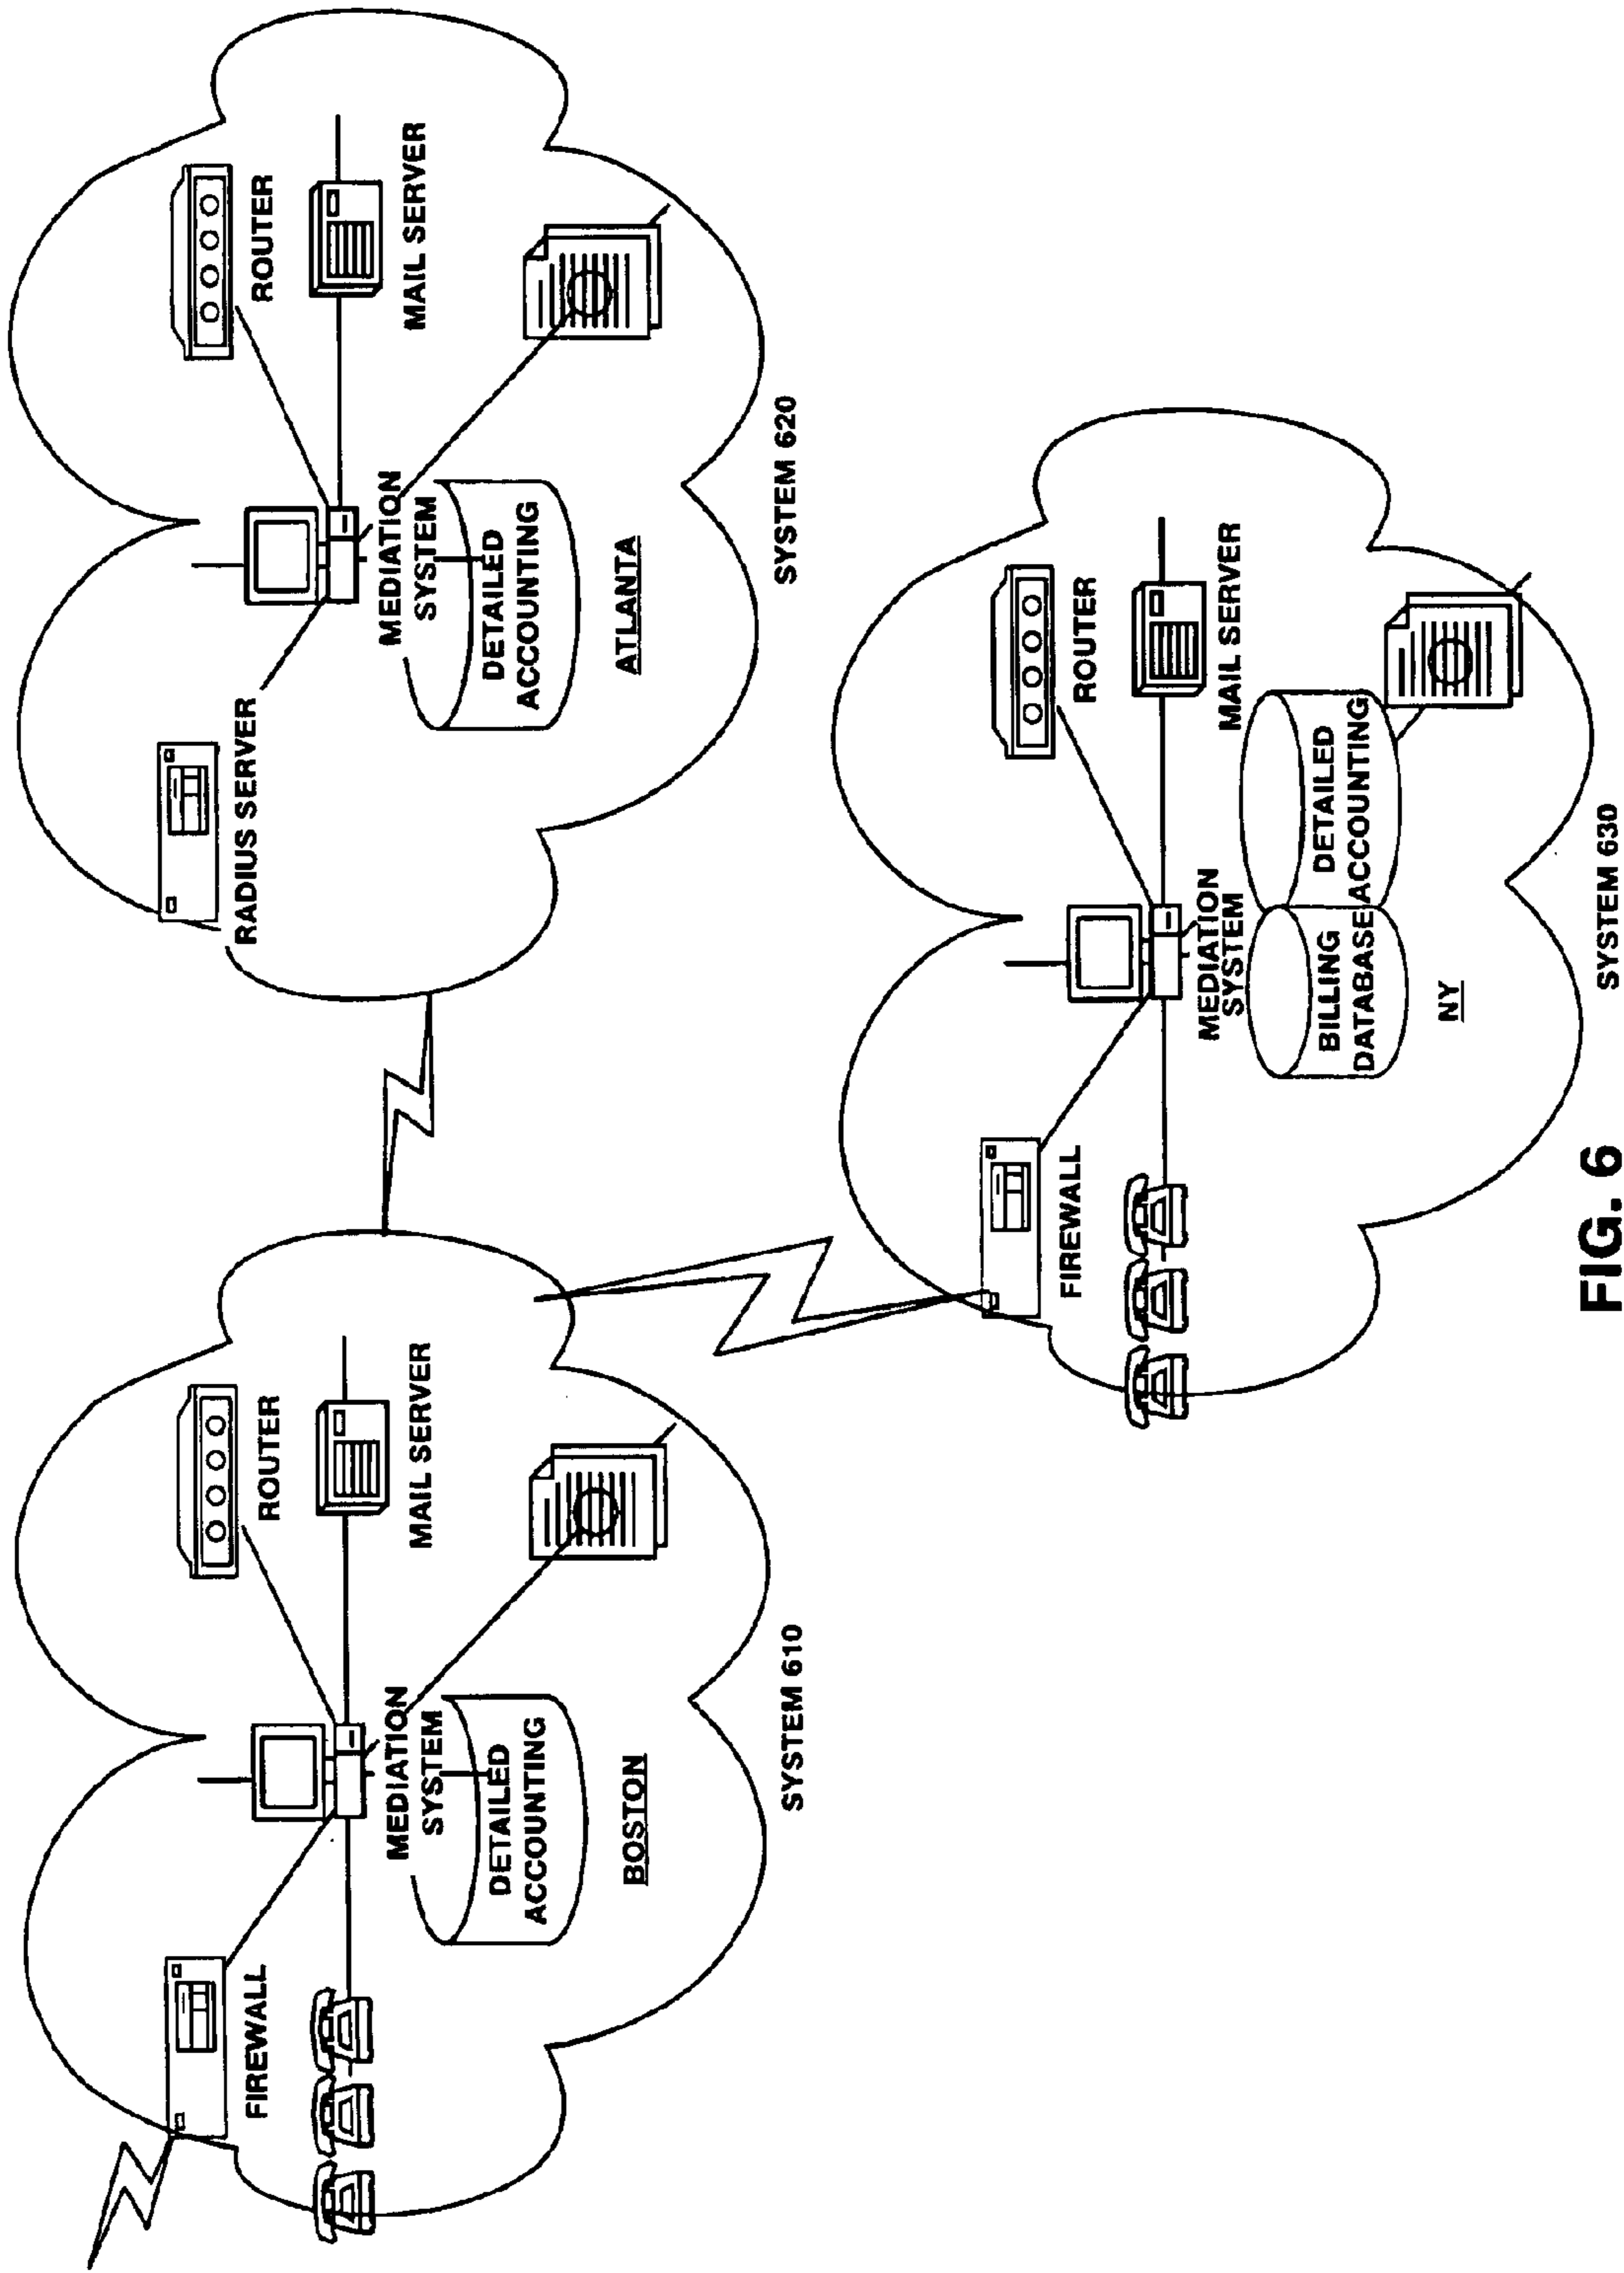 FIREWALL
ROUTER
MAIL SERVER
MEDIATION
SYSTEM
DETAILED
ACCOUNTING
BOSTON
SYSTEM 610
RADIUS SERVER
ROUTER
MAIL SERVER
MEDIATION
SYSTEM
DETAILED
ACCOUNTING
ATLANTA
SYSTEM 620
FIREWALL
ROUTER
MAIL SERVER
MEDIATION
SYSTEM
BILLING
DATABASE
DETAILED
ACCOUNTING
NY
SYSTEM 630
FIG. 6